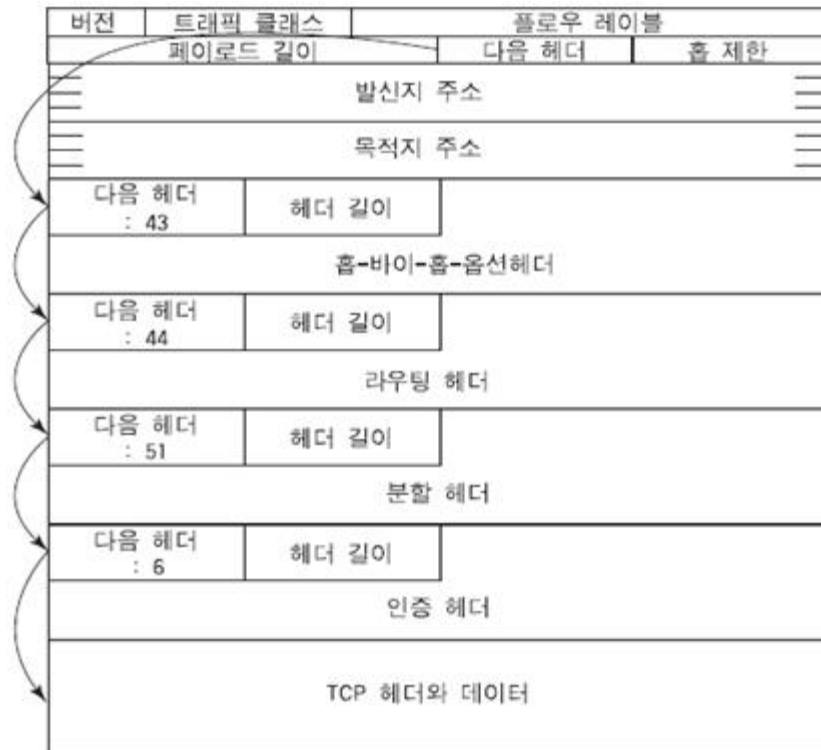 버전 트래픽 클래스 플로우 레이블
페이로드 길이 다음 헤더 홉 제한
발신지 주소
목적지 주소
다음 헤더
: 43
헤더 길이
홉-바이-홉-옵션헤더
다음 헤더
: 44
헤더 길이
라우팅 헤더
다음 헤더
: 51
헤더 길이
분할 헤더
다음 헤더
: 6
헤더 길이
인증 헤더
TCP 헤더와 데이터